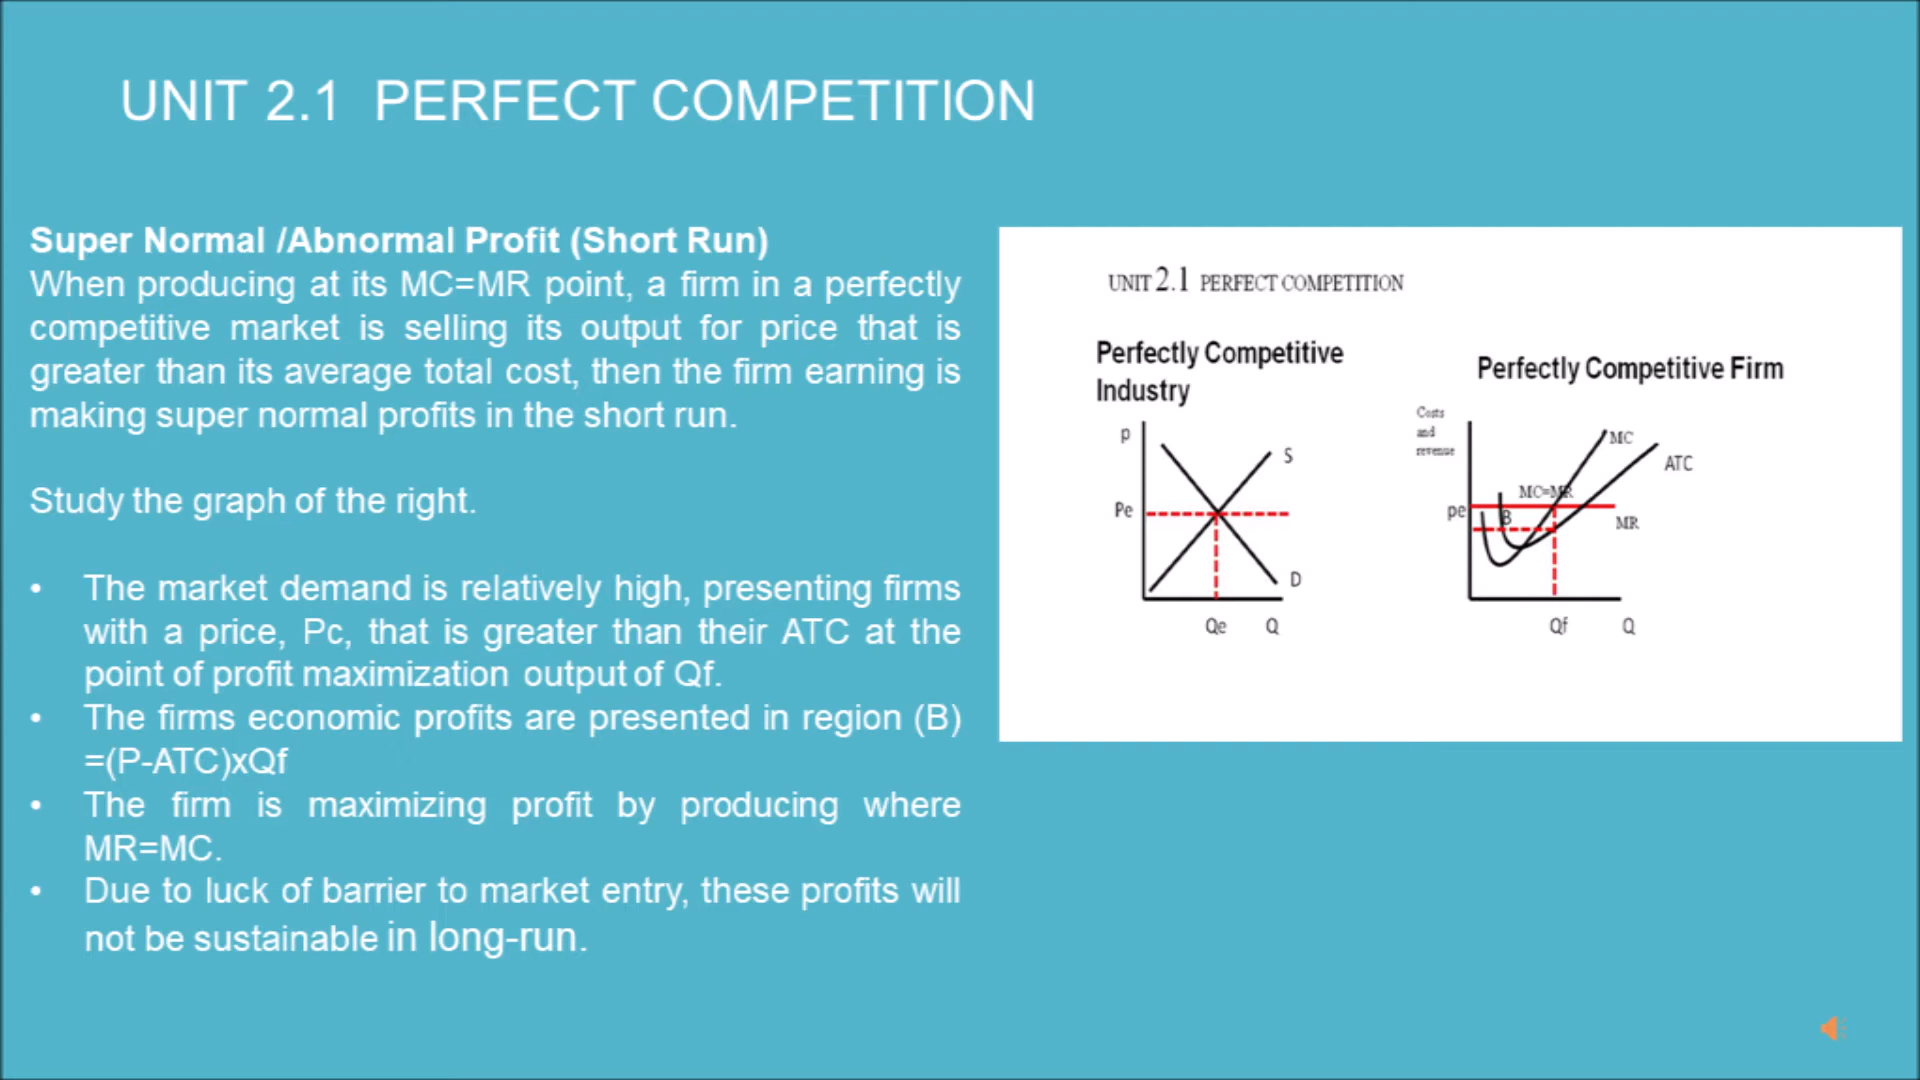 UNIT 2.1 PERFECT COMPETITION
Super Normal /Abnormal Profit (Short Run)
When producing at its MC=MR point, a firm in a perfectly
competitive market is selling its output for price that is
greater than its average total cost, then the firm earning is
making super normal profits in the short run.
Study the graph of the right.
• The market demand is relatively high, presenting firms
with a price, Pc, that is greater than their ATC at the
point of profit maximization output of Qf.
• The firms economic profits are presented in region (B)
=(P-ATC)xQf
• The firm is maximizing profit by producing where
MR=MC.
• Due to luck of barrier to market entry, these profits will
not be sustainable in long-run.
UNIT 2.1 PERFECT COMPETITION
Perfectly Competitive
Industry
P
S
Pe
D
Qe Q
Perfectly Competitive Firm
Costs
and
revenue
MC
ATC
MC=MR
pe
B
MR
Qf Q